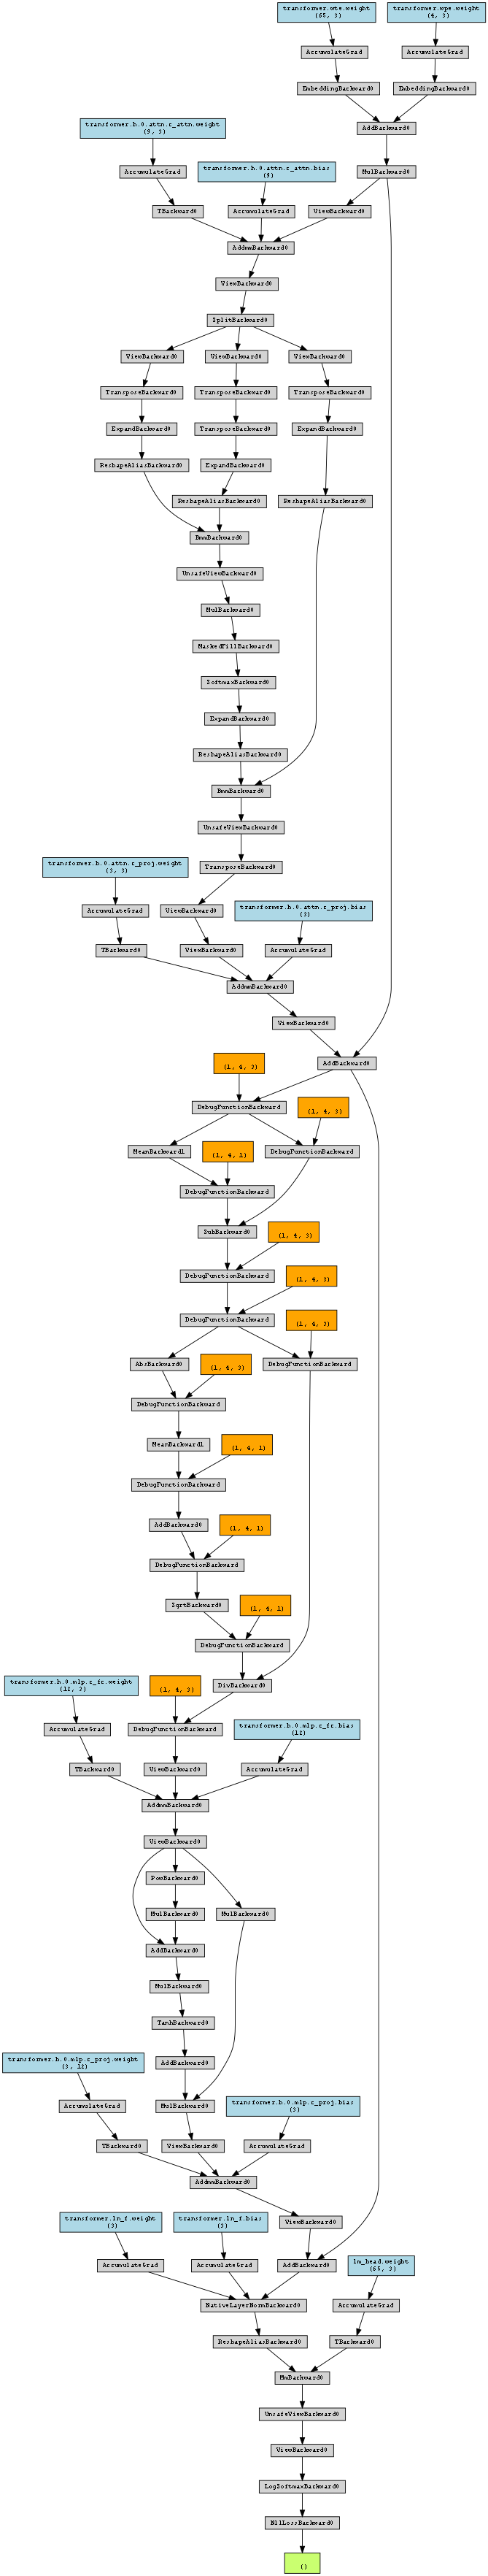 transformer.wte.weight
(65, 3)
transformer.wpe.weight
(4, 3)
AccumulateGrad
AccumulateGrad
EmbeddingBackward0
EmbeddingBackward0
transformer.h.0.attn.c_attn.weight
(9, 3)
AddBackward0
AccumulateGrad
transformer.h.0.attn.c_attn.bias
(9)
MulBackward0
TBackward0
AccumulateGrad
ViewBackward0
AddmmBackward0
ViewBackward0
SplitBackward0
ViewBackward0
ViewBackward0
ViewBackward0
TransposeBackward0
TransposeBackward0
TransposeBackward0
ExpandBackward0
TransposeBackward0
ExpandBackward0
ReshapeAliasBackward0
ExpandBackward0
ReshapeAliasBackward0
ReshapeAliasBackward0
BmmBackward0
UnsafeViewBackward0
MulBackward0
MaskedFillBackward0
SoftmaxBackward0
ExpandBackward0
ReshapeAliasBackward0
BmmBackward0
UnsafeViewBackward0
transformer.h.0.attn.c_proj.weight
(3, 3)
TransposeBackward0
AccumulateGrad
ViewBackward0
transformer.h.0.attn.c_proj.bias
(3)
TBackward0
ViewBackward0
AccumulateGrad
AddmmBackward0
ViewBackward0
(1, 4, 3)
AddBackward0
DebugFunctionBackward
(1, 4, 3)
MeanBackward1
(1, 4, 1)
DebugFunctionBackward
DebugFunctionBackward
SubBackward0
(1, 4, 3)
DebugFunctionBackward
(1, 4, 3)
DebugFunctionBackward
(1, 4, 3)
AbsBackward0
(1, 4, 3)
DebugFunctionBackward
DebugFunctionBackward
MeanBackward1
(1, 4, 1)
DebugFunctionBackward
AddBackward0
(1, 4, 1)
DebugFunctionBackward
SqrtBackward0
(1, 4, 1)
DebugFunctionBackward
transformer.h.0.mlp.c_fc.weight
(12, 3)
(1, 4, 3)
DivBackward0
AccumulateGrad
DebugFunctionBackward
transformer.h.0.mlp.c_fc.bias
(12)
TBackward0
ViewBackward0
AccumulateGrad
AddmmBackward0
ViewBackward0
PowBackward0
MulBackward0
MulBackward0
AddBackward0
MulBackward0
TanhBackward0
transformer.h.0.mlp.c_proj.weight
(3, 12)
AddBackward0
AccumulateGrad
MulBackward0
transformer.h.0.mlp.c_proj.bias
(3)
TBackward0
ViewBackward0
AccumulateGrad
AddmmBackward0
transformer.ln_f.weight
(3)
transformer.ln_f.bias
(3)
ViewBackward0
AccumulateGrad
AccumulateGrad
AddBackward0
lm_head.weight
(65, 3)
NativeLayerNormBackward0
AccumulateGrad
ReshapeAliasBackward0
TBackward0
MmBackward0
UnsafeViewBackward0
ViewBackward0
LogSoftmaxBackward0
NllLossBackward0
()